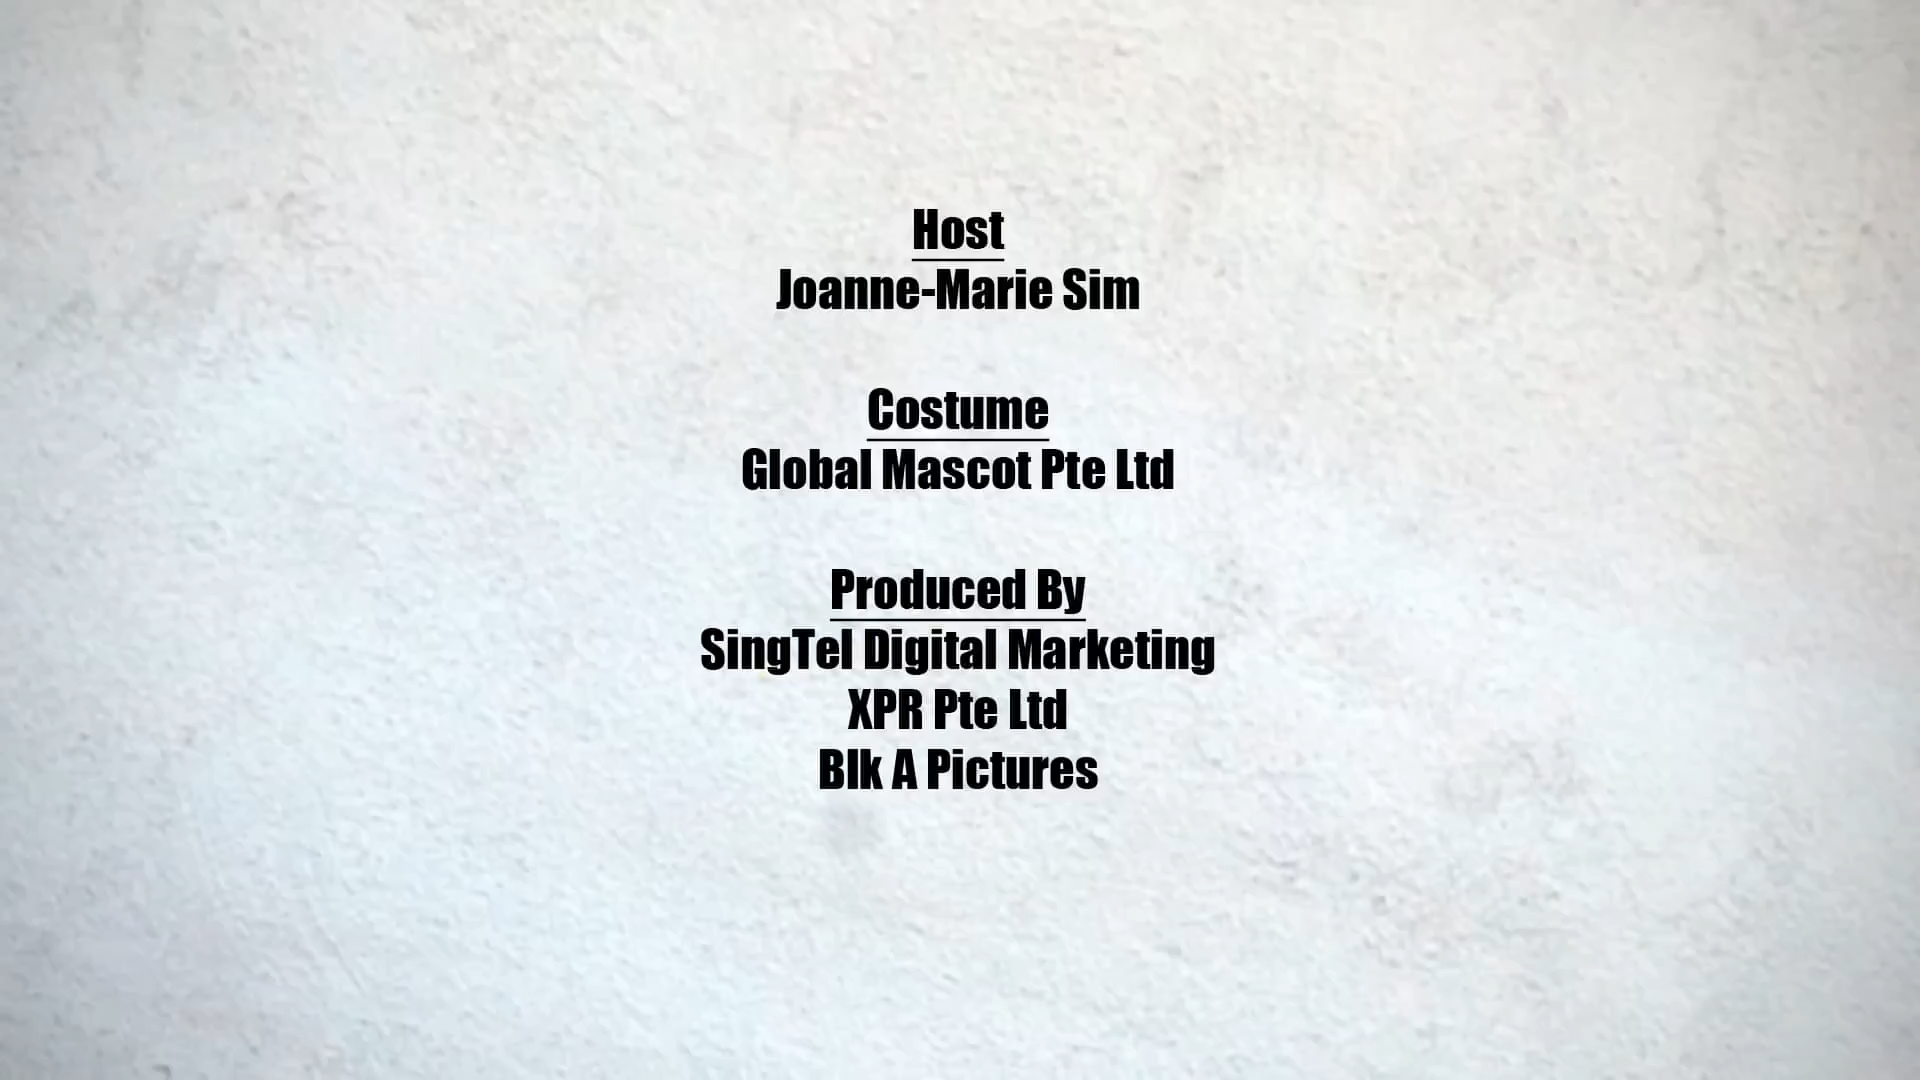 Host
Joanne-Marie Sim
Costume
Global Mascot Pte Ltd
Produced By
SingTel Digital Marketing
XPR Pte Ltd
Blk A Pictures